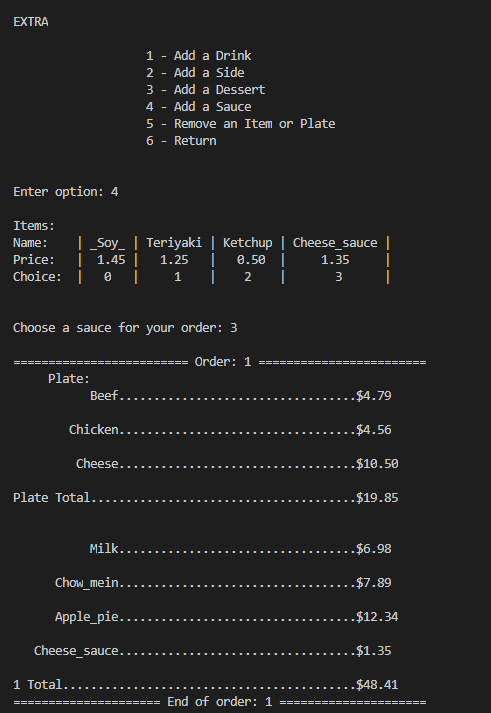 EXTRA
1 - Add a Drink
2 - Add a Side
3 - Add a Dessert
4 - Add a Sauce
5 - Remove an Item or Plate
6 - Return
Enter option: 4
Items:
Name:    | _Soy_ | Teriyaki | Ketchup | Cheese_sauce |
Price:   |  1.45 |  1.25    |  0.50   |     1.35     |
Choice:  |   0   |    1     |    2    |       3      |
Choose a sauce for your order: 3
========================= Order: 1 ========================
Plate:
Beef..................................$4.79
Chicken..................................$4.56
Cheese..................................$10.50
Plate Total......................................$19.85
Milk..................................$6.98
Chow_mein..................................$7.89
Apple_pie..................................$12.34
Cheese_sauce..................................$1.35
1 Total..........................................$48.41
===================== End of order: 1 =====================